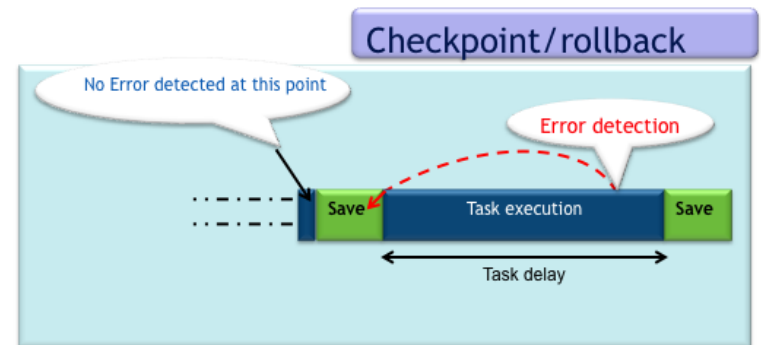 Checkpoint/rollback
No Error detected at this point
Error detection
Save
Task execution
Save
Task delay